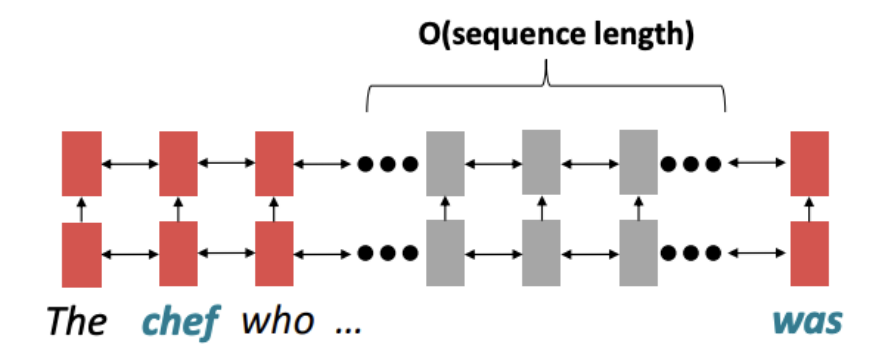 O(sequence length)
The chef who ... was